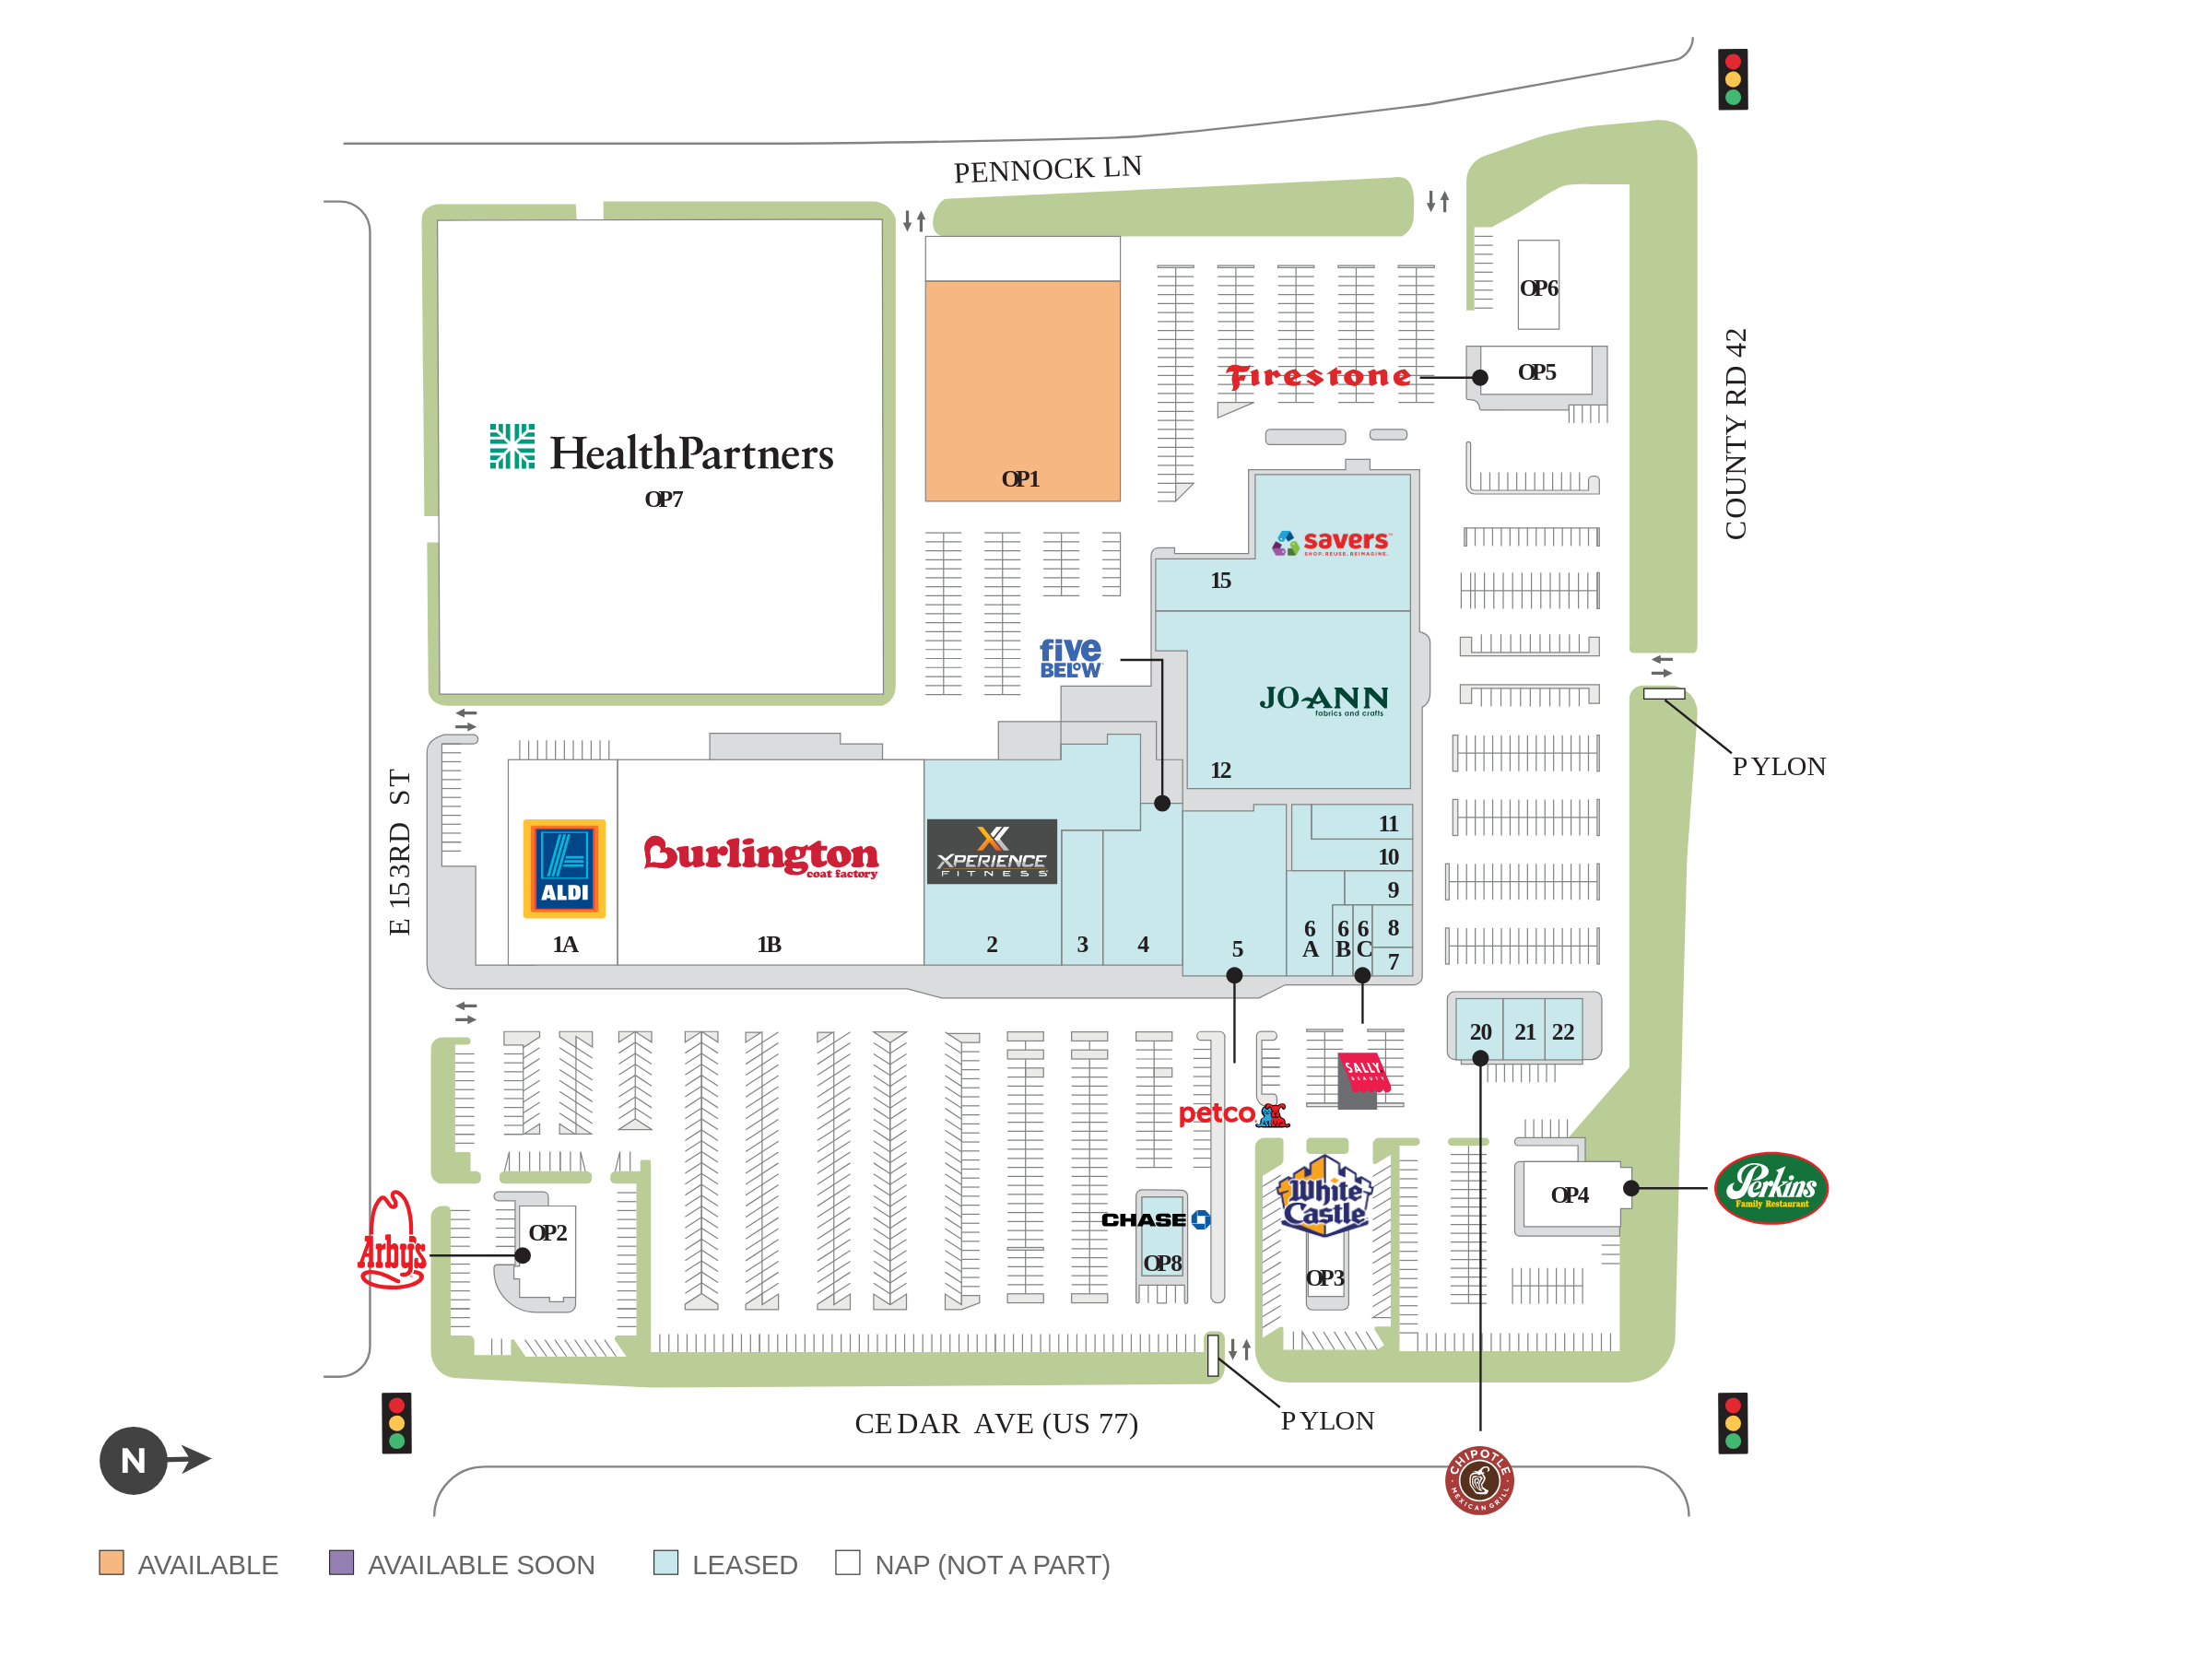 PENNOCK LN
OP6
Firestone
OP5
COUNTY RD 42
HealthPartners
OP7
OP1
savers™
SHOP. REUSE. REIMAGINE.
15
five
BELOW
JO-ANN
fabrics and crafts
12
PYLON
E 153RD ST
ALDI
1A
Burlington
coat factory
1B
XPERIENCE
FITNESS
2
3
4
5
11
10
9
6
A
6
B
6
C
8
7
20
21
22
SALLY
BEAUTY
petco
White
Castle
OP3
CHASE
OP8
OP4
Perkins
Family Restaurant
Arby's
OP2
PYLON
CEDAR AVE (US 77)
CHIPOTLE
MEXICAN GRILL
N
AVAILABLE
AVAILABLE SOON
LEASED
NAP (NOT A PART)